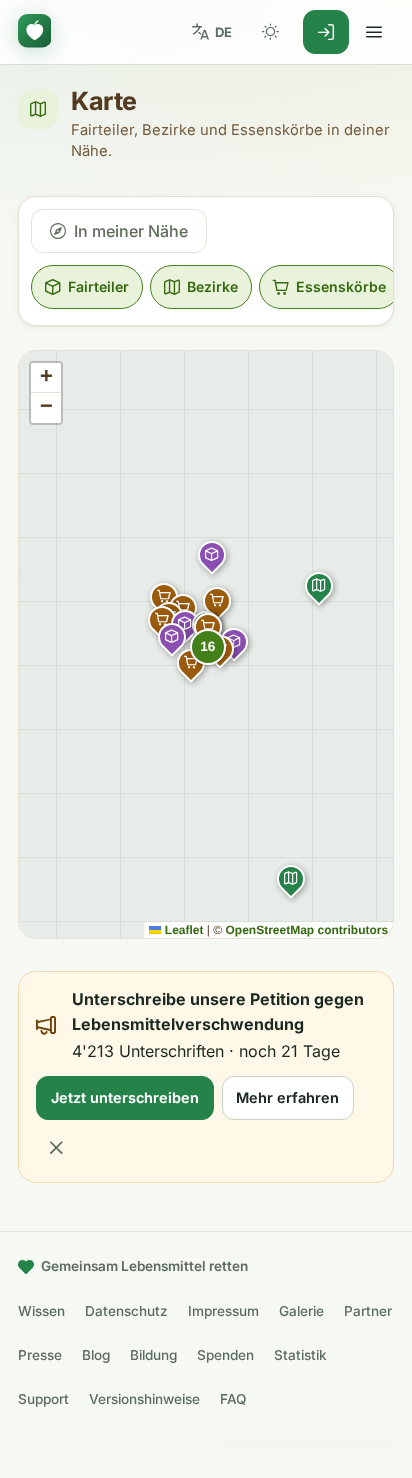 DE
Karte
Fairteiler, Bezirke und Essenskörbe in deiner
Nähe.
In meiner Nähe
Fairteiler
Bezirke
Essenskörbe
+
−
16
Leaflet | © OpenStreetMap contributors
Unterschreibe unsere Petition gegen
Lebensmittelverschwendung
4'213 Unterschriften · noch 21 Tage
Jetzt unterschreiben
Mehr erfahren
Gemeinsam Lebensmittel retten
Wissen Datenschutz Impressum Galerie Partner
Presse Blog Bildung Spenden Statistik
Support Versionshinweise FAQ